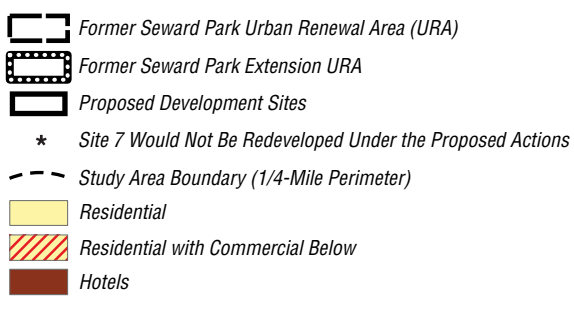 Former Seward Park Urban Renewal Area (URA)
Former Seward Park Extension URA
Proposed Development Sites
* Site 7 Would Not Be Redeveloped Under the Proposed Actions
Study Area Boundary (1/4-Mile Perimeter)
Residential
Residential with Commercial Below
Hotels